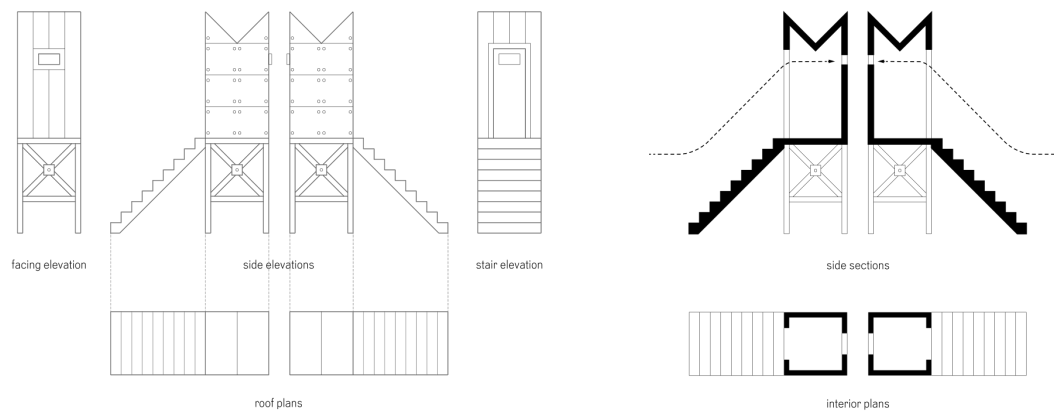 facing elevation
side elevations
stair elevation
side sections
roof plans
interior plans